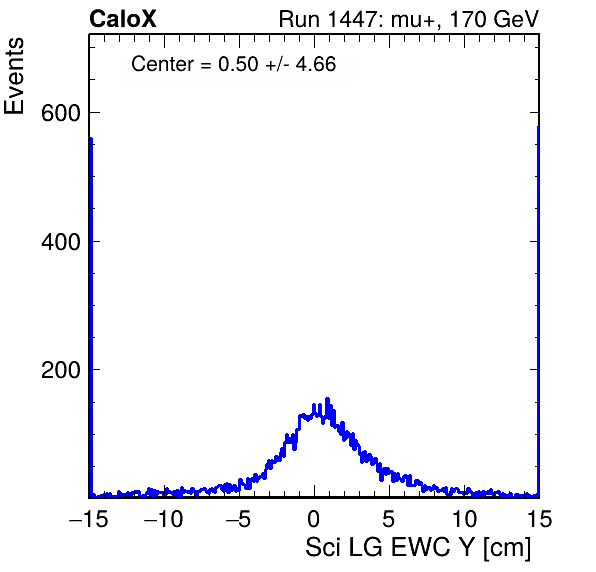 CaloX Run 1447: mu+, 170 GeV
Center = 0.50 +/- 4.66
Events
600
400
200
−15 −10 −5 0 5 10 15
Sci LG EWC Y [cm]